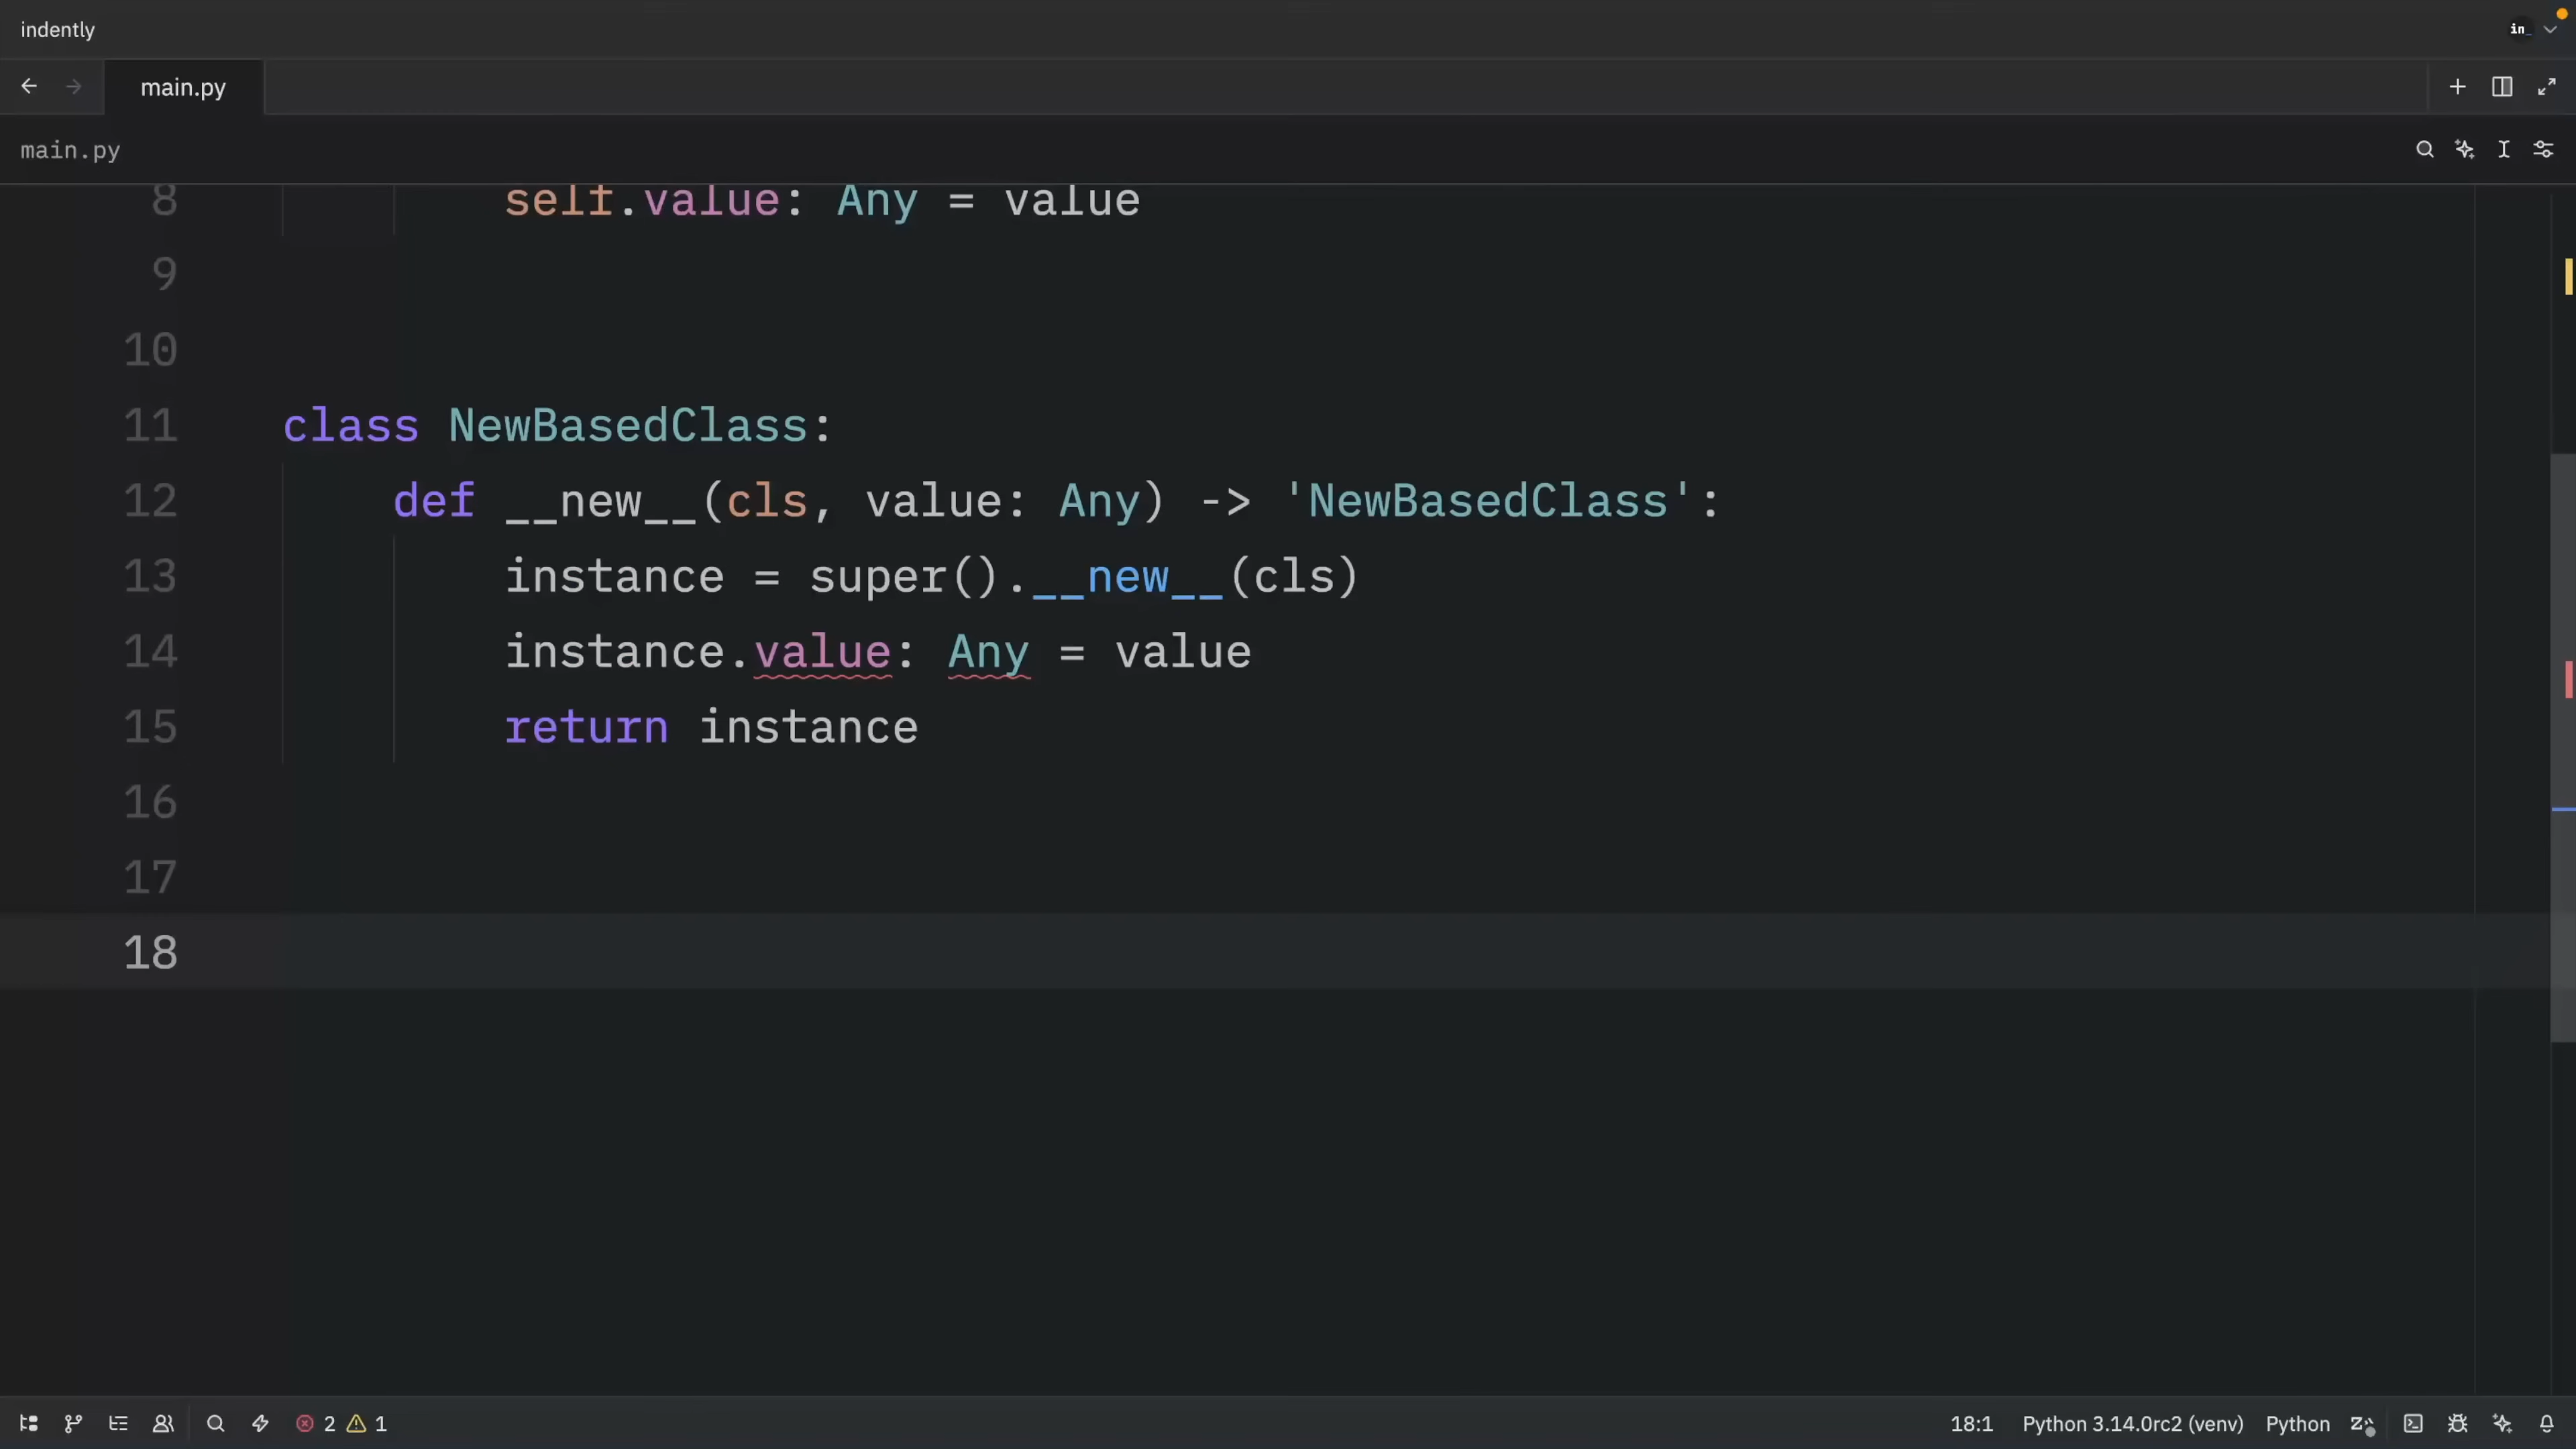 indently
in_
main.py
main.py
8 self.value: Any = value
9
10
11 class NewBasedClass:
12 def __new__(cls, value: Any) -> 'NewBasedClass':
13 instance = super().__new__(cls)
14 instance.value: Any = value
15 return instance
16
17
18
2 1 18:1 Python 3.14.0rc2 (venv) Python